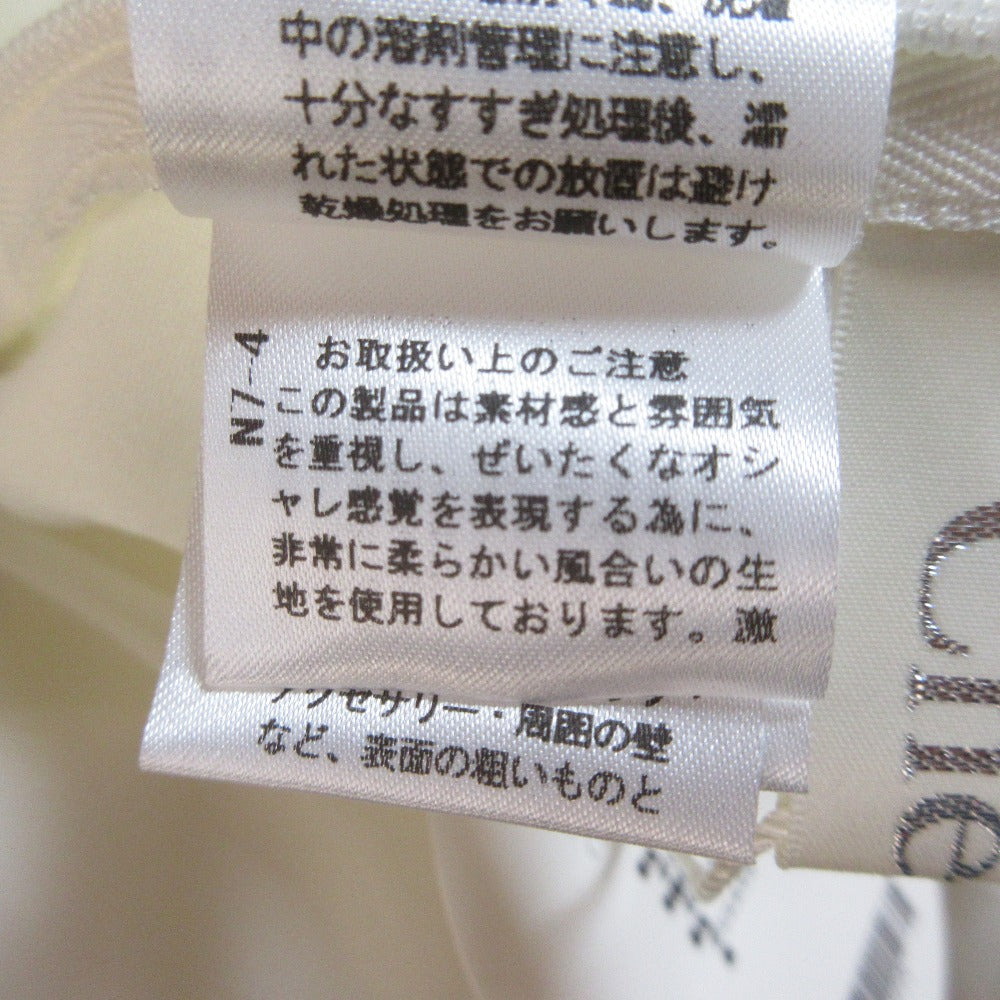 中の溶剤管理に注意し、
十分なすすぎ処理後、濡
れた状態での放置は避け
乾燥処理をお願いします。
N7-4
お取扱い上のご注意
この製品は素材感と雰囲気
を重視し、ぜいたくなオシ
ャレ感覚を表現する為に、
非常に柔らかい風合いの生
地を使用しております。激
アクセサリー・周囲の壁
など、表面の粗いものと